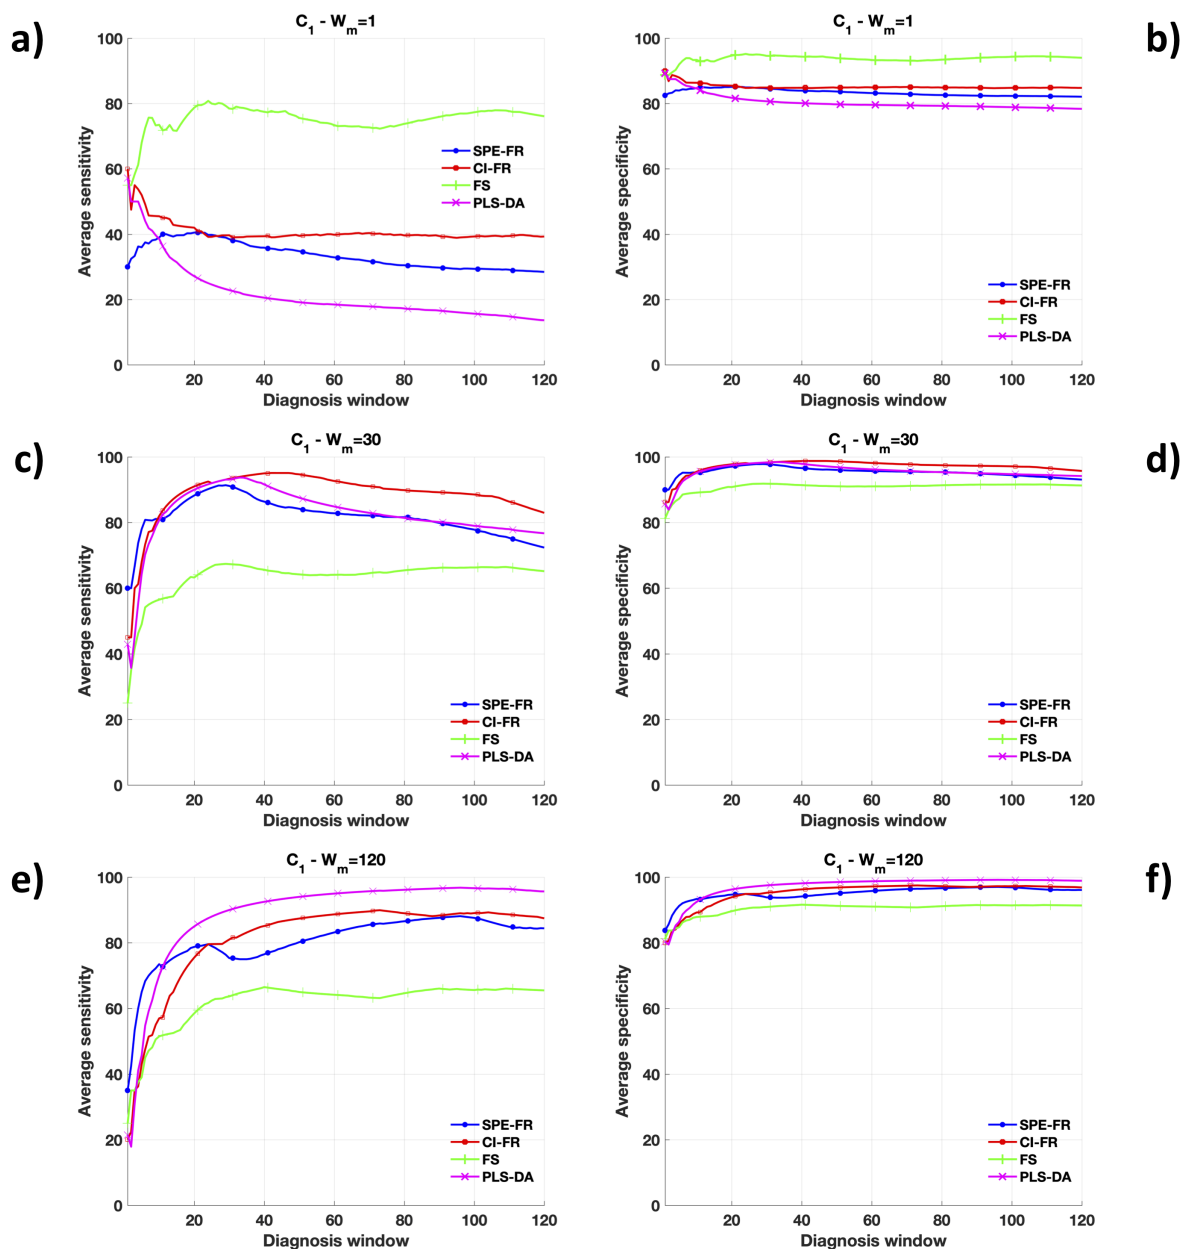 a)
C1 - Wm=1
Average sensitivity
100
80
60
40
20
0
20 40 60 80 100 120
Diagnosis window
SPE-FR
CI-FR
FS
PLS-DA
b)
C1 - Wm=1
Average specificity
100
80
60
40
20
0
20 40 60 80 100 120
Diagnosis window
SPE-FR
CI-FR
FS
PLS-DA
c)
C1 - Wm=30
Average sensitivity
100
80
60
40
20
0
20 40 60 80 100 120
Diagnosis window
SPE-FR
CI-FR
FS
PLS-DA
d)
C1 - Wm=30
Average specificity
100
80
60
40
20
0
20 40 60 80 100 120
Diagnosis window
SPE-FR
CI-FR
FS
PLS-DA
e)
C1 - Wm=120
Average sensitivity
100
80
60
40
20
0
20 40 60 80 100 120
Diagnosis window
SPE-FR
CI-FR
FS
PLS-DA
f)
C1 - Wm=120
Average specificity
100
80
60
40
20
0
20 40 60 80 100 120
Diagnosis window
SPE-FR
CI-FR
FS
PLS-DA